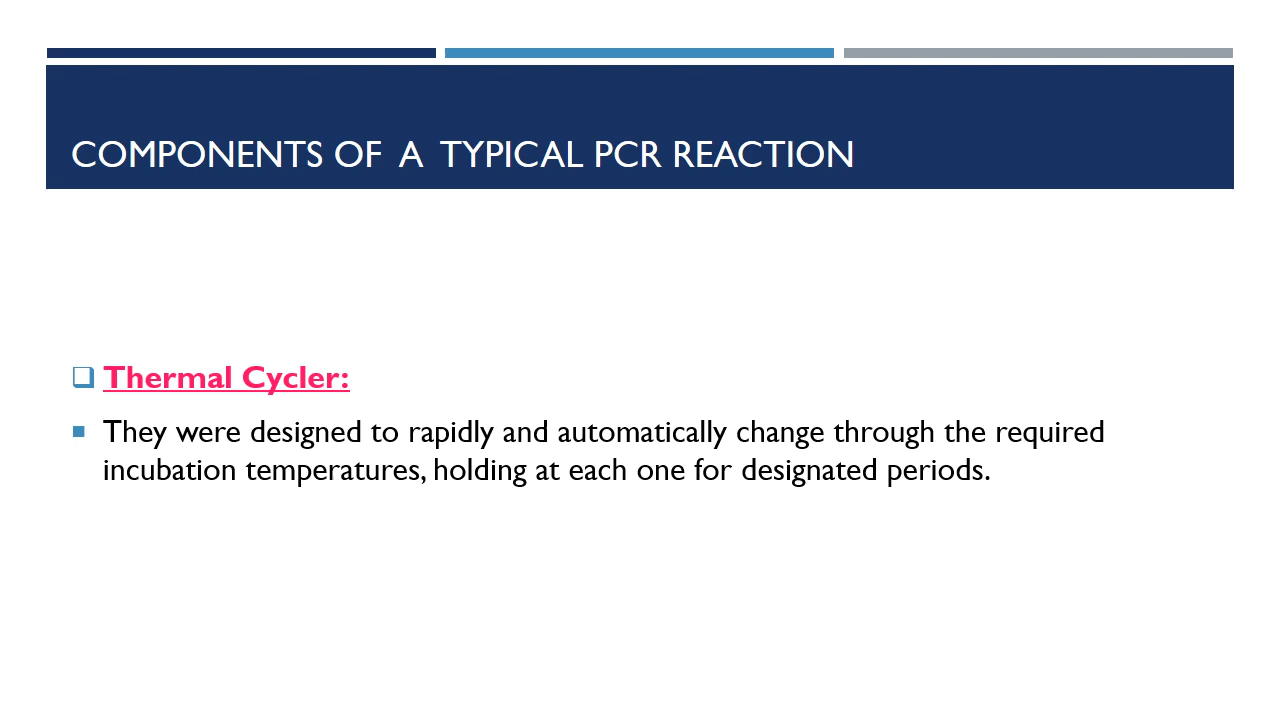 COMPONENTS OF A TYPICAL PCR REACTION
Thermal Cycler:
They were designed to rapidly and automatically change through the required
incubation temperatures, holding at each one for designated periods.